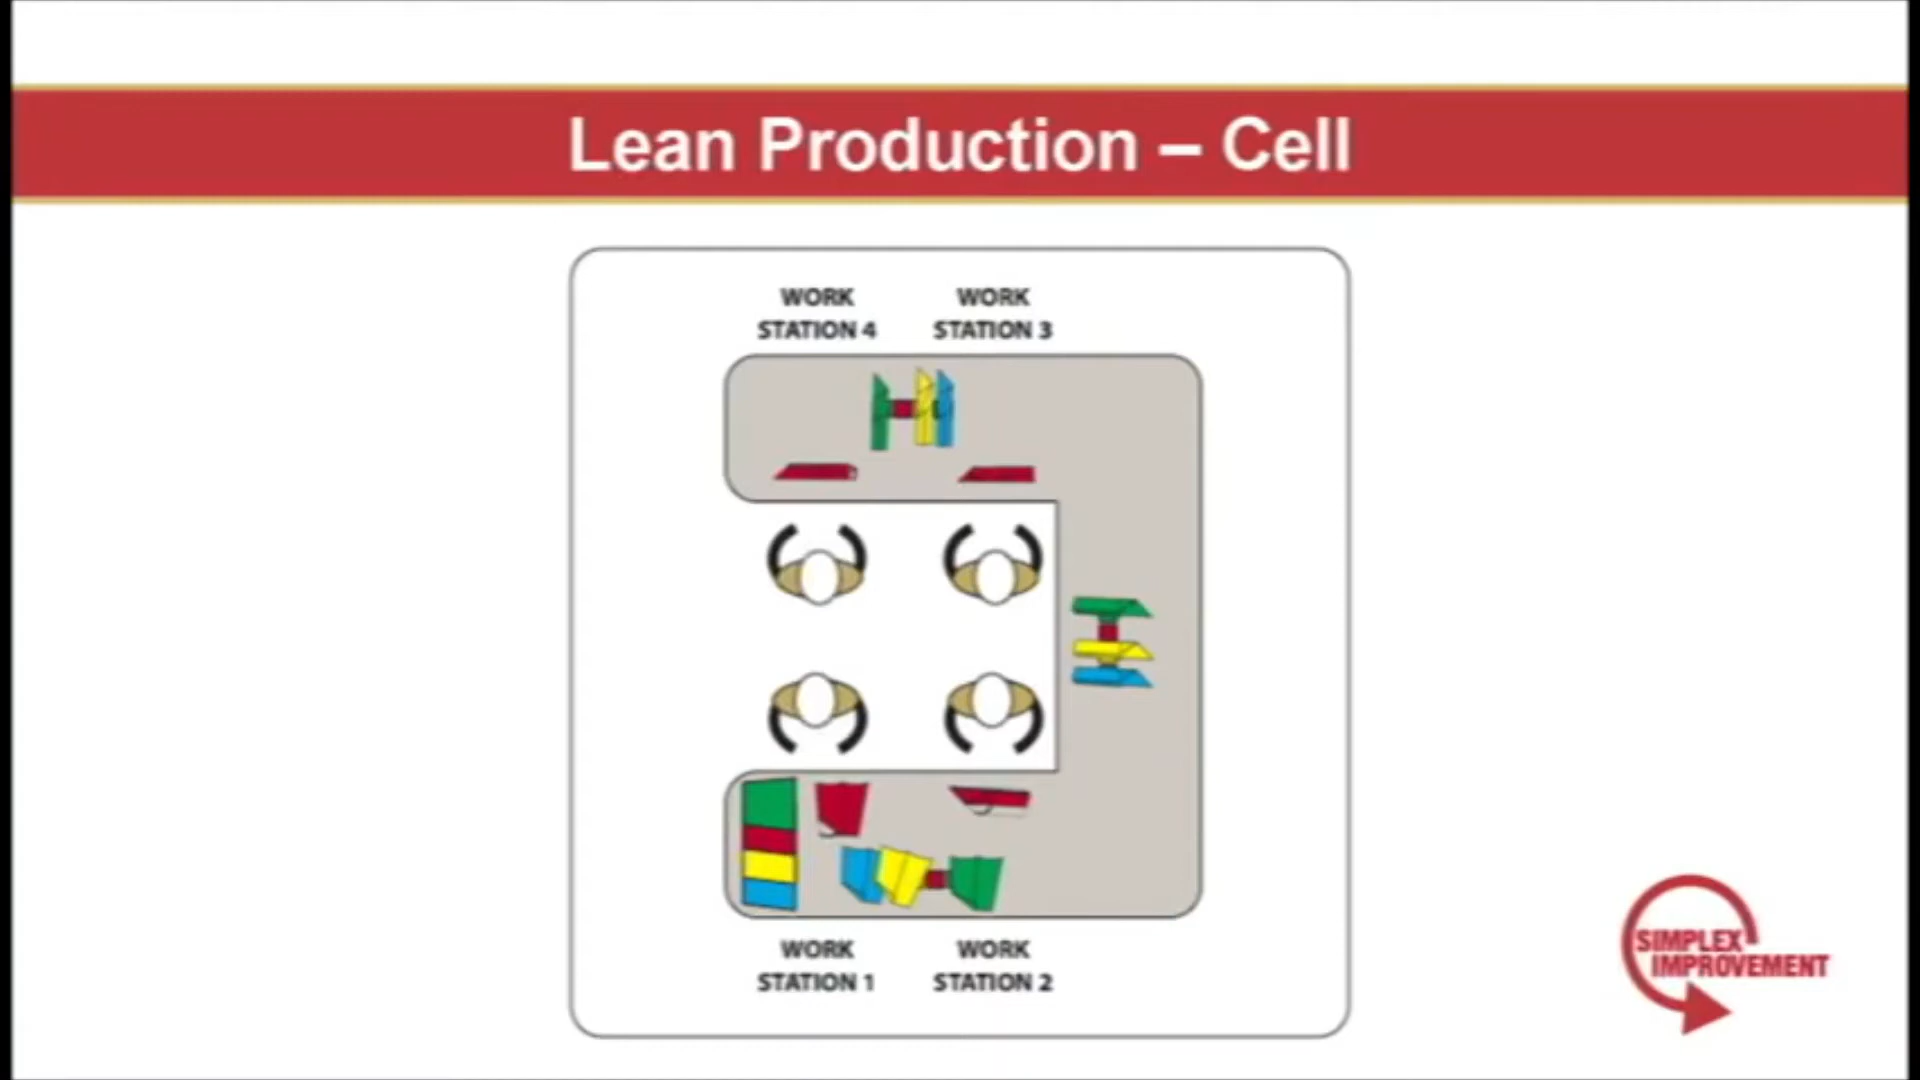 Lean Production – Cell
WORK
STATION 4
WORK
STATION 3
WORK
STATION 1
WORK
STATION 2
SIMPLEX
IMPROVEMENT